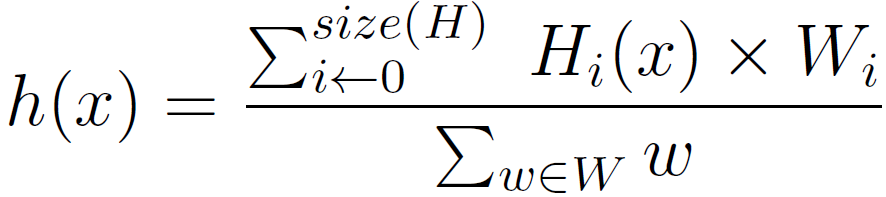 h(x) = \frac{\sum_{i \leftarrow 0}^{size(H)} H_i(x) \times W_i}{\sum_{w \in W} w}